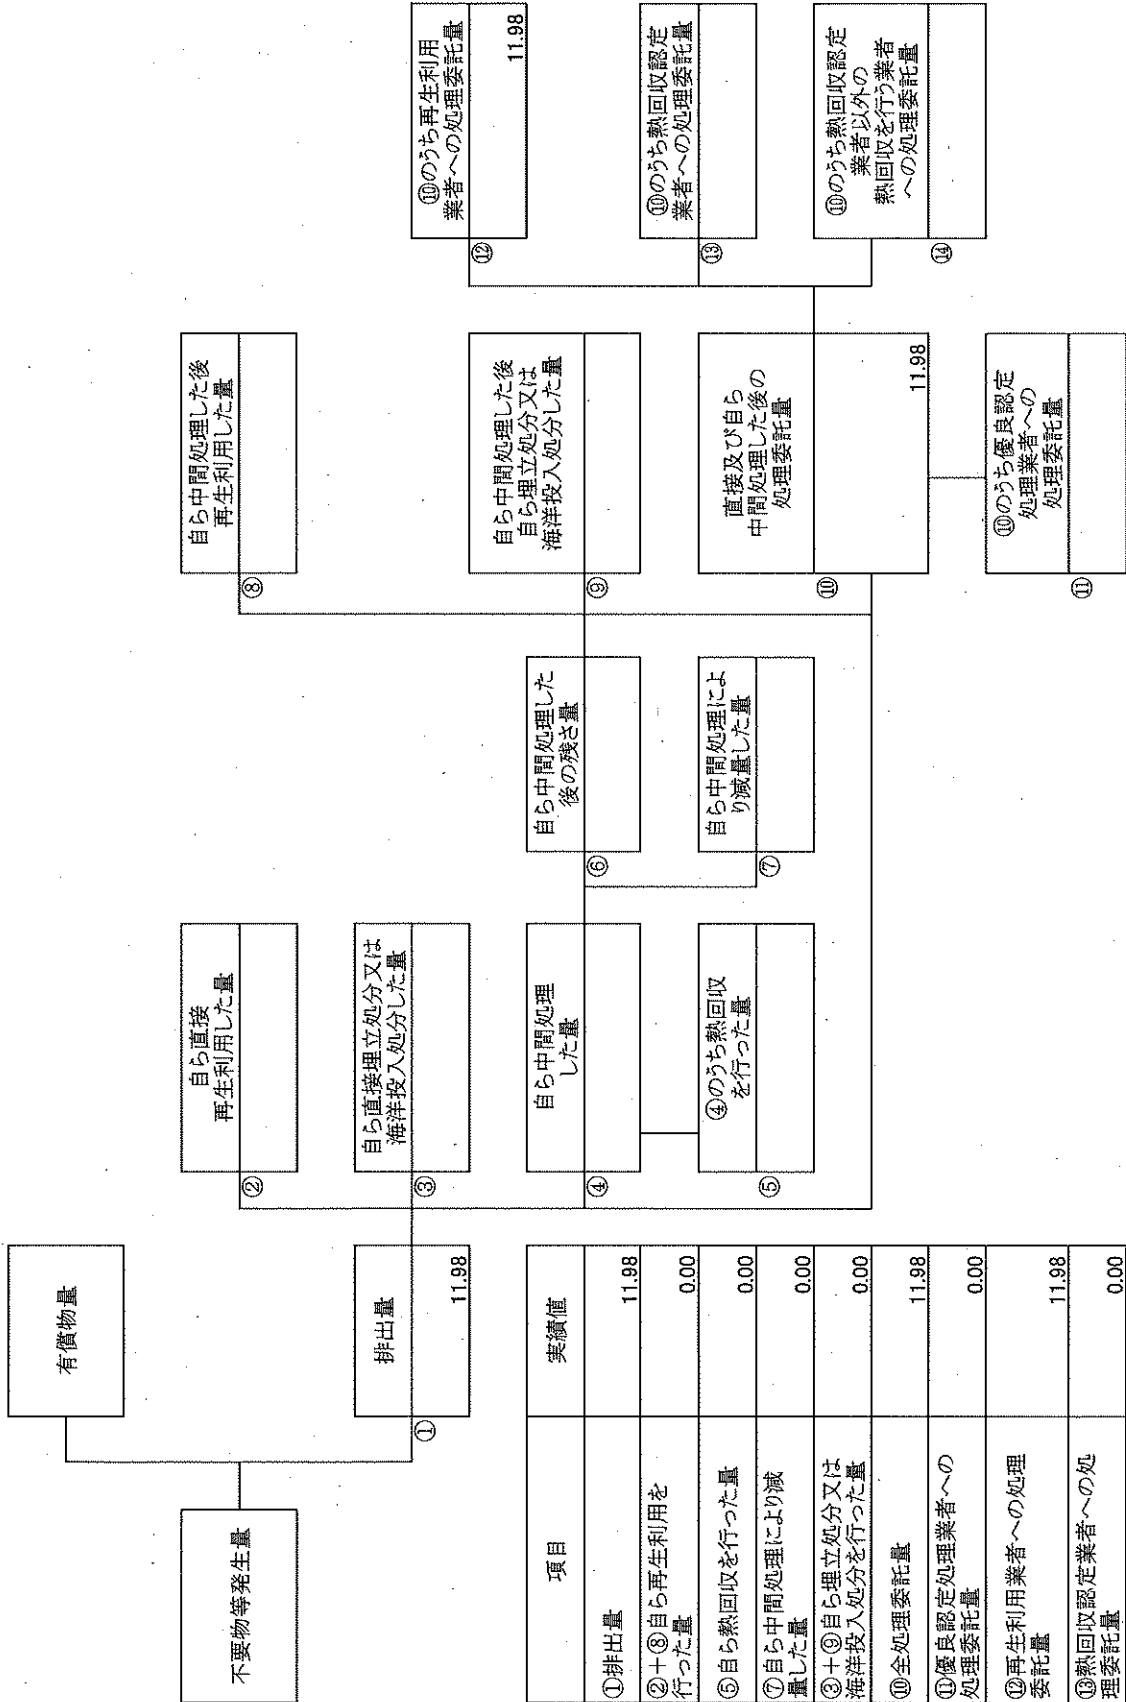 不要物等発生量
有償物量
排出量
①
11.98
自ら直接
再生利用した量
②
自ら直接埋立処分又は
海洋投入処分した量
③
自ら中間処理
した量
④
④のうち熱回収
を行った量
⑤
自ら中間処理した
後の残さ量
⑥
自ら中間処理によ
り減量した量
⑦
自ら中間処理した後
再生利用した量
⑧
自ら中間処理した後
自ら埋立処分又は
海洋投入処分した量
⑨
直接及び自ら
中間処理した後の
処理委託量
⑩
11.98
⑩のうち優良認定
処理業者への
処理委託量
⑪
⑩のうち再生利用
業者への処理委託量
⑫
11.98
⑩のうち熱回収認定
業者への処理委託量
⑬
⑩のうち熱回収認定
業者以外の
熱回収を行う業者
への処理委託量
⑭
項目 実績値
①排出量 11.98
②+⑧自ら再生利用を
行った量 0.00
⑤自ら熱回収を行った量 0.00
⑦自ら中間処理により減
量した量 0.00
③+⑨自ら埋立処分又は
海洋投入処分を行った量 0.00
⑩全処理委託量 11.98
⑪優良認定処理業者への
処理委託量 0.00
⑫再生利用業者への処理
委託量 11.98
⑬熱回収認定業者への処
理委託量 0.00